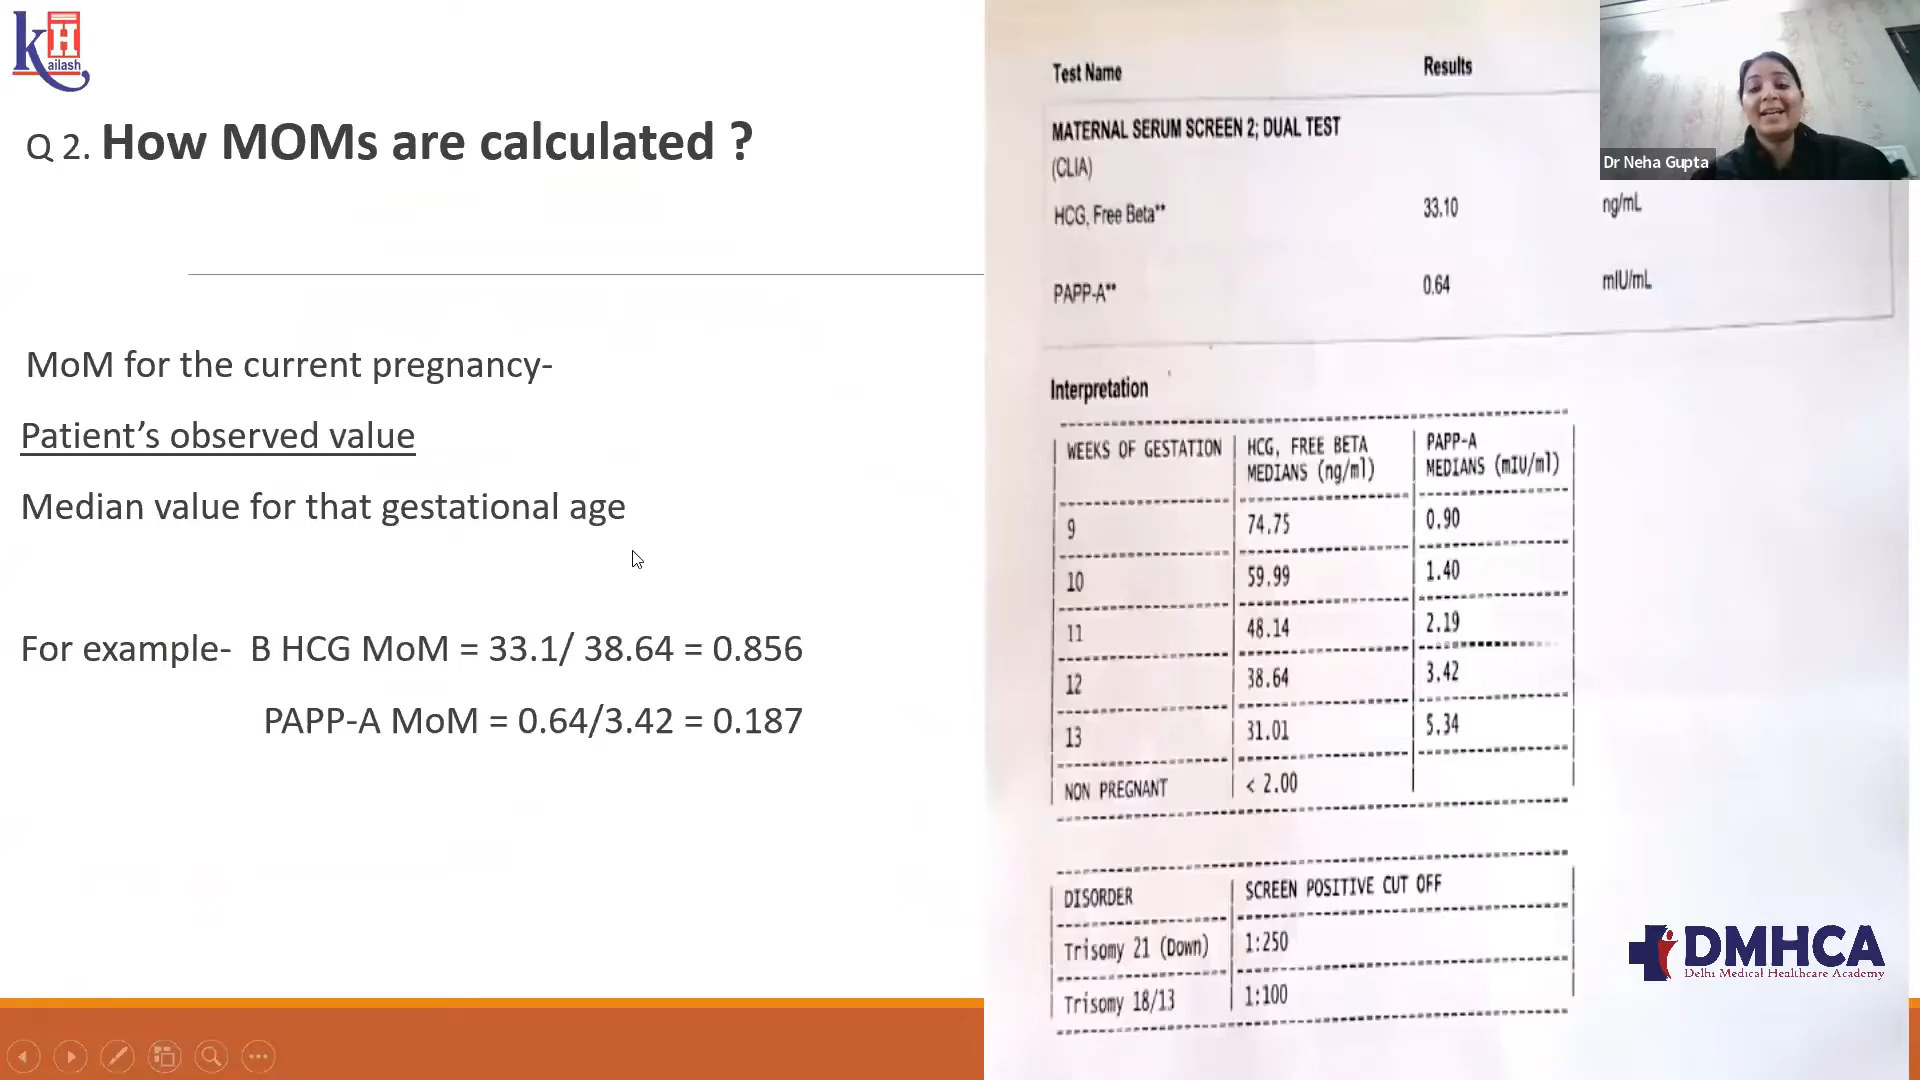 k H ailash
Q 2. How MOMs are calculated ?
MoM for the current pregnancy-
Patient’s observed value
Median value for that gestational age
For example- B HCG MoM = 33.1/ 38.64 = 0.856
PAPP-A MoM = 0.64/3.42 = 0.187
Test Name Results
MATERNAL SERUM SCREEN 2; DUAL TEST
(CLIA)
HCG, Free Beta** 33.10 ng/mL
PAPP-A** 0.64 mIU/mL
Interpretation
WEEKS OF GESTATION HCG, FREE BETA MEDIANS (ng/ml) PAPP-A MEDIANS (mIU/ml)
9 74.75 0.90
10 59.99 1.40
11 48.14 2.19
12 38.64 3.42
13 31.01 5.34
NON PREGNANT < 2.00
DISORDER SCREEN POSITIVE CUT OFF
Trisomy 21 (Down) 1:250
Trisomy 18/13 1:100
Dr Neha Gupta
DMHCA
Delhi Medical Healthcare Academy